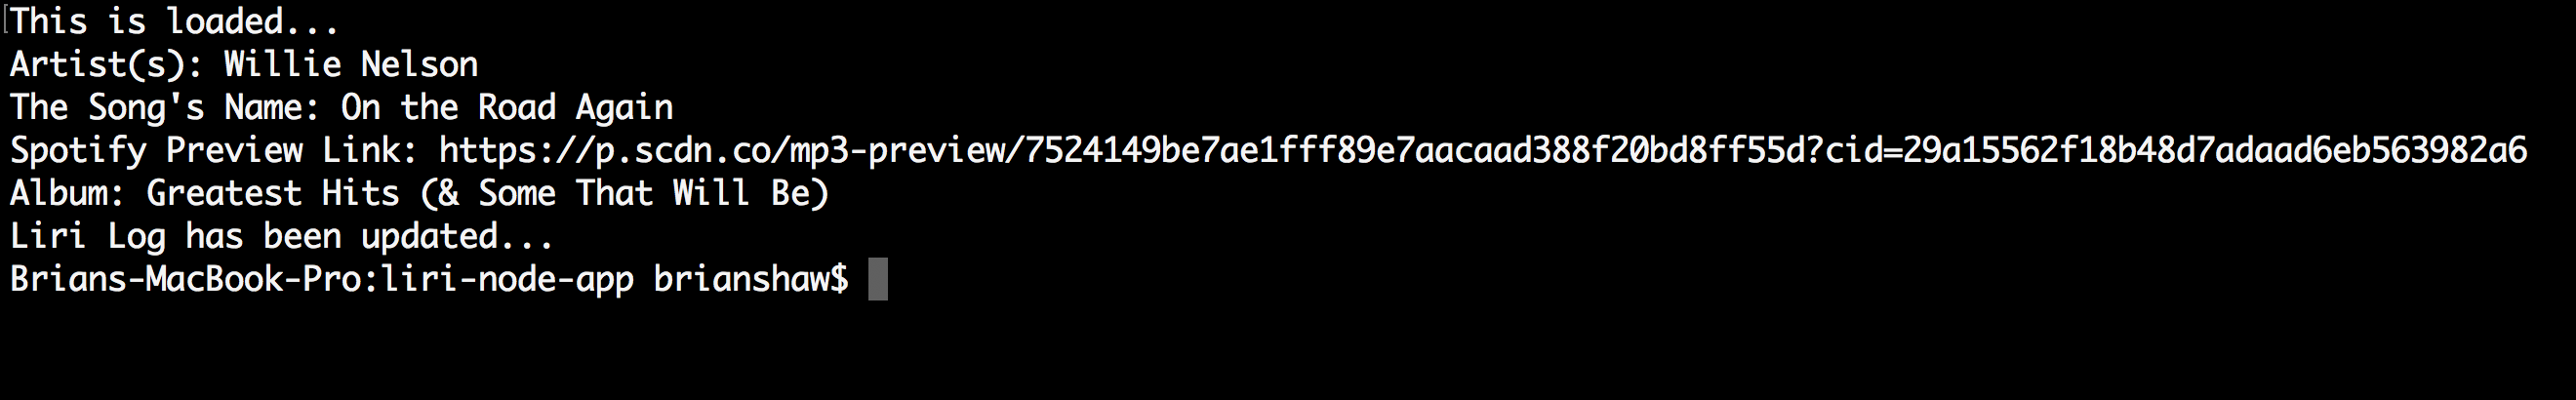 This is loaded...
Artist(s): Willie Nelson
The Song's Name: On the Road Again
Spotify Preview Link: https://p.scdn.co/mp3-preview/7524149be7ae1fff89e7aacaad388f20bd8ff55d?cid=29a15562f18b48d7adaad6eb563982a6
Album: Greatest Hits (& Some That Will Be)
Liri Log has been updated...
Brians-MacBook-Pro:liri-node-app brianshaw$